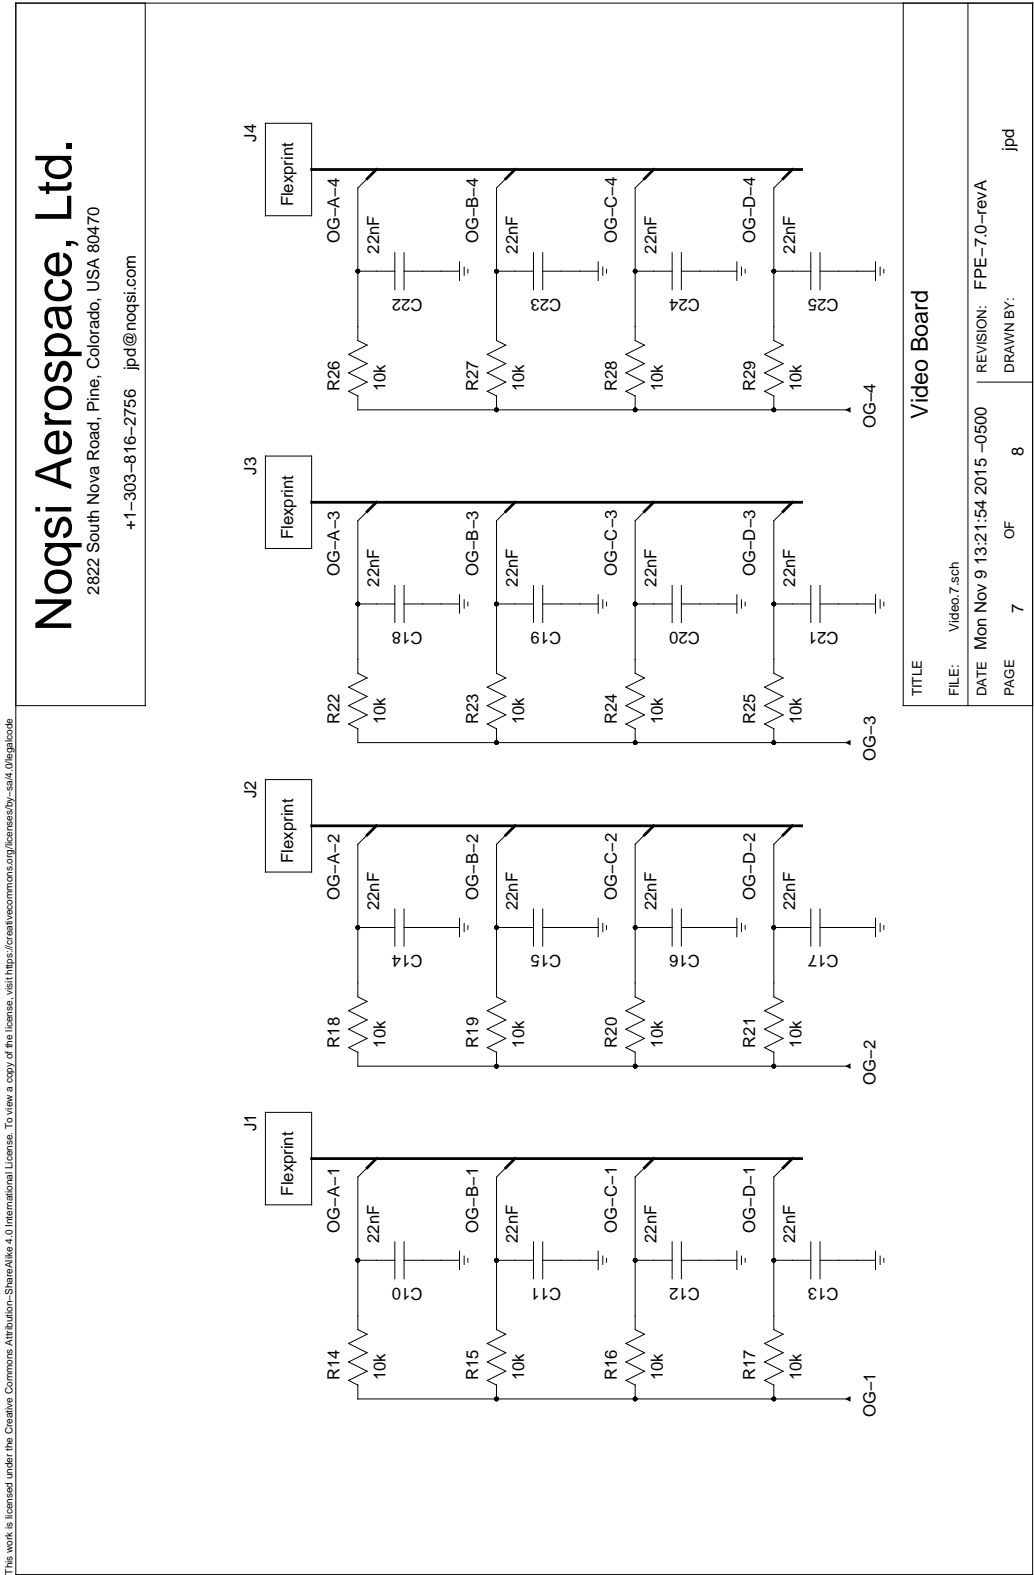 This work is licensed under the Creative Commons Attribution−ShareAlike 4.0 International License. To view a copy of the license, visit https://creativecommons.org/licenses/by−sa/4.0/legalcode
Noqsi Aerospace, Ltd.
2822 South Nova Road, Pine, Colorado, USA 80470
+1−303−816−2756 jpd@noqsi.com
J1
Flexprint
OG−A−1
R14
10k
22nF
C10
OG−B−1
R15
10k
22nF
C11
OG−C−1
R16
10k
22nF
C12
OG−D−1
R17
10k
22nF
C13
OG−1
J2
Flexprint
OG−A−2
R18
10k
22nF
C14
OG−B−2
R19
10k
22nF
C15
OG−C−2
R20
10k
22nF
C16
OG−D−2
R21
10k
22nF
C17
OG−2
J3
Flexprint
OG−A−3
R22
10k
22nF
C18
OG−B−3
R23
10k
22nF
C19
OG−C−3
R24
10k
22nF
C20
OG−D−3
R25
10k
22nF
C21
OG−3
J4
Flexprint
OG−A−4
R26
10k
22nF
C22
OG−B−4
R27
10k
22nF
C23
OG−C−4
R28
10k
22nF
C24
OG−D−4
R29
10k
22nF
C25
OG−4
TITLE
Video Board
FILE: Video.7.sch
DATE Mon Nov 9 13:21:54 2015 −0500
REVISION: FPE−7.0−revA
PAGE 7 OF 8
DRAWN BY: jpd